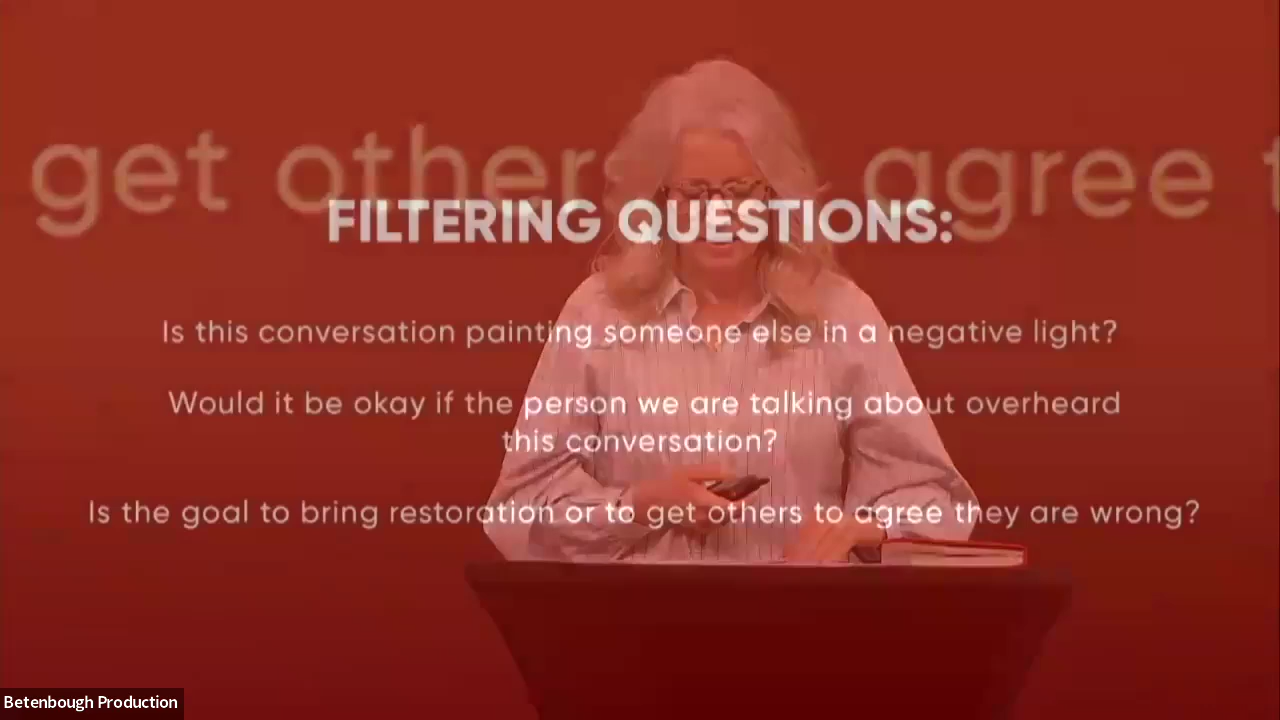 get others agree
FILTERING QUESTIONS:
Is this conversation painting someone else in a negative light?
Would it be okay if the person we are talking about overheard
this conversation?
Is the goal to bring restoration or to get others to agree they are wrong?
Betenbough Production